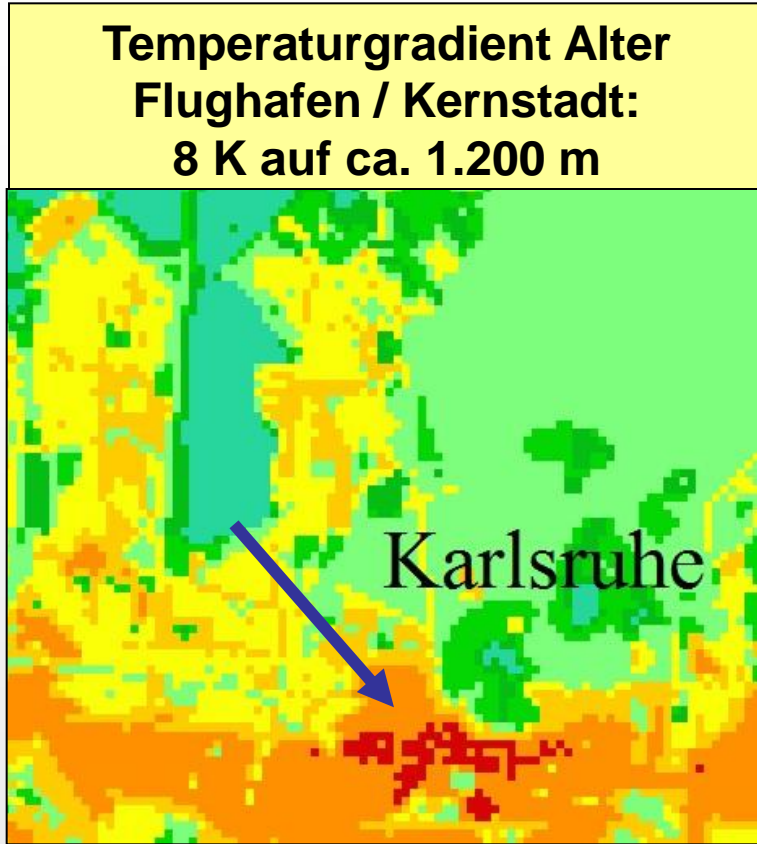 Temperaturgradient Alter
Flughafen / Kernstadt:
8 K auf ca. 1.200 m
Karlsruhe